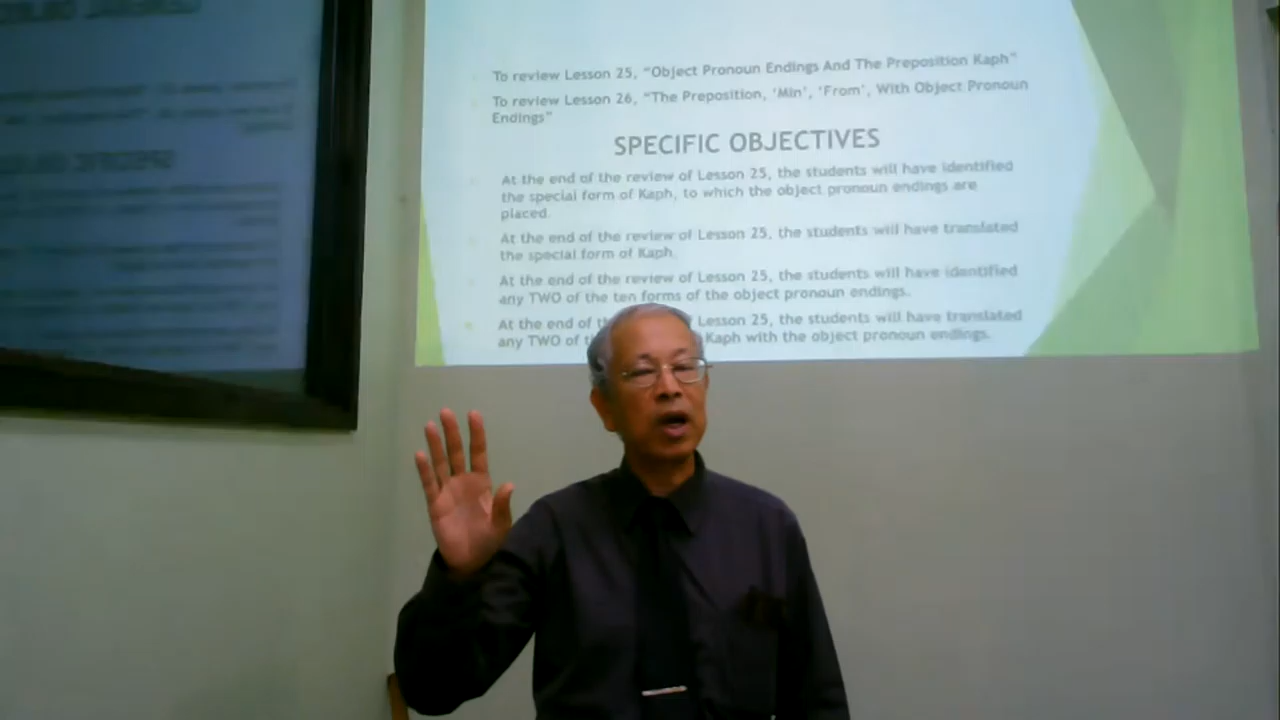 To review Lesson 25, “Object Pronoun Endings And The Preposition Kaph”
To review Lesson 26, “The Preposition, ‘Min’, ‘From’, With Object Pronoun
Endings”
SPECIFIC OBJECTIVES
At the end of the review of Lesson 25, the students will have identified
the special form of Kaph, to which the object pronoun endings are
placed.
At the end of the review of Lesson 25, the students will have translated
the special form of Kaph.
At the end of the review of Lesson 25, the students will have identified
any TWO of the ten forms of the object pronoun endings.
At the end of Lesson 25, the students will have translated
any TWO of Kaph with the object pronoun endings.